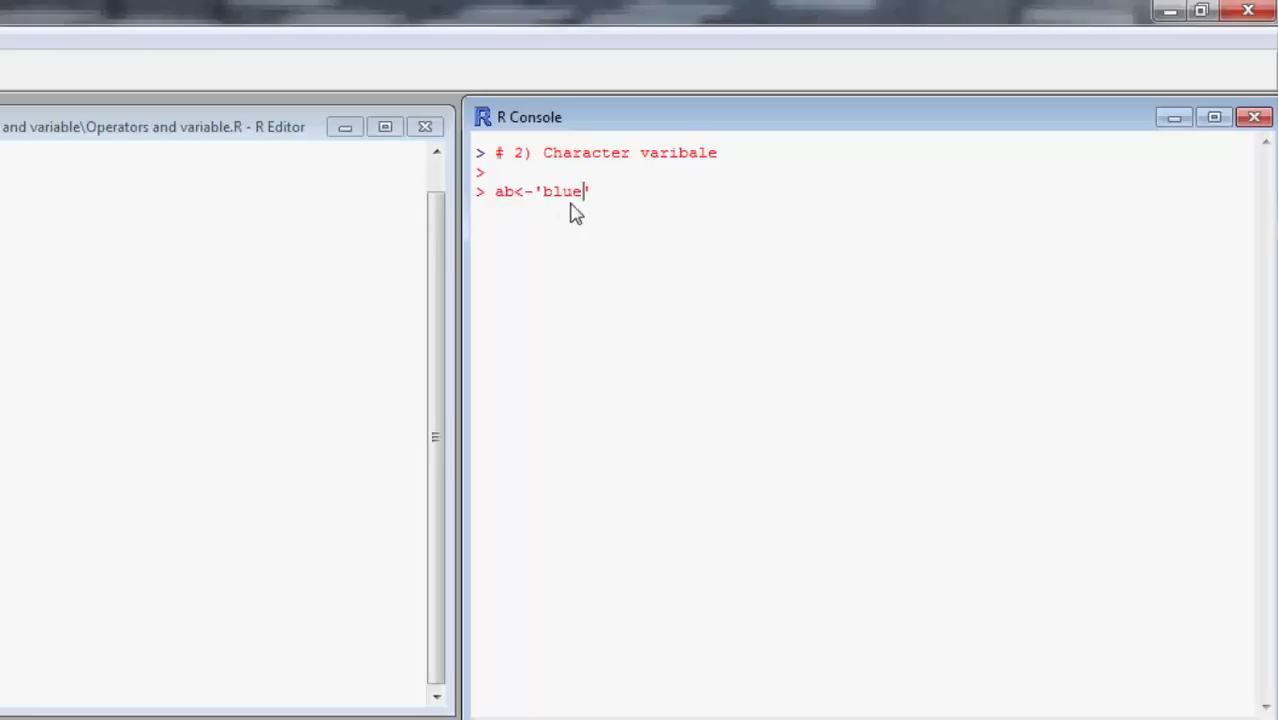 and variable\Operators and variable.R - R Editor
R Console
> # 2) Character varibale
>
> ab<-'blue'